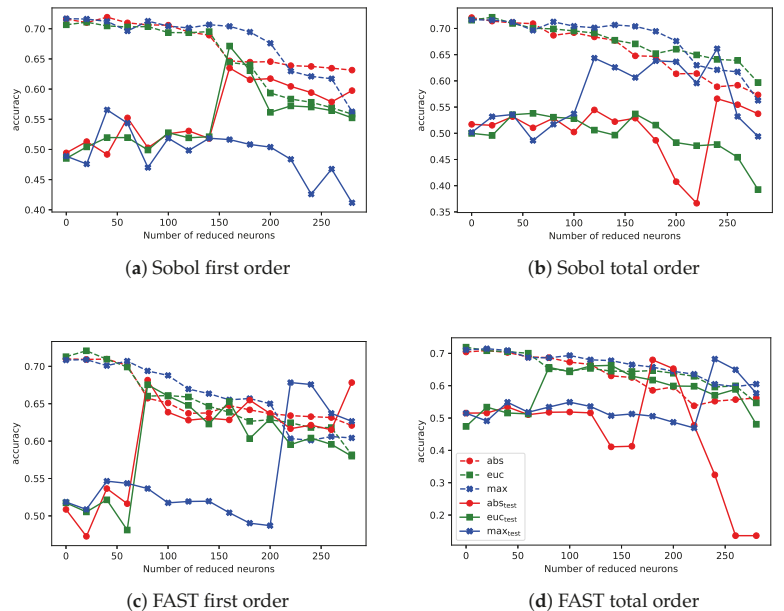 0.70
0.65
0.60
0.55
0.50
0.45
0.40
accuracy
0
50
100
150
200
250
Number of reduced neurons
(a) Sobol first order
0.70
0.65
0.60
0.55
0.50
0.45
0.40
0.35
accuracy
0
50
100
150
200
250
Number of reduced neurons
(b) Sobol total order
0.70
0.65
0.60
0.55
0.50
accuracy
0
50
100
150
200
250
Number of reduced neurons
(c) FAST first order
0.7
0.6
0.5
0.4
0.3
0.2
accuracy
abs
euc
max
abs_test
euc_test
max_test
0
50
100
150
200
250
Number of reduced neurons
(d) FAST total order